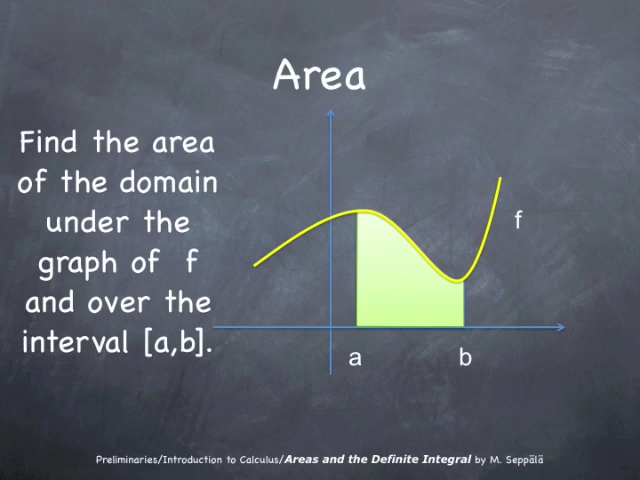 Area
Find the area
of the domain
under the
graph of f
and over the
interval [a,b].
f
a
b
Preliminaries/Introduction to Calculus/Areas and the Definite Integral by M. Seppälä